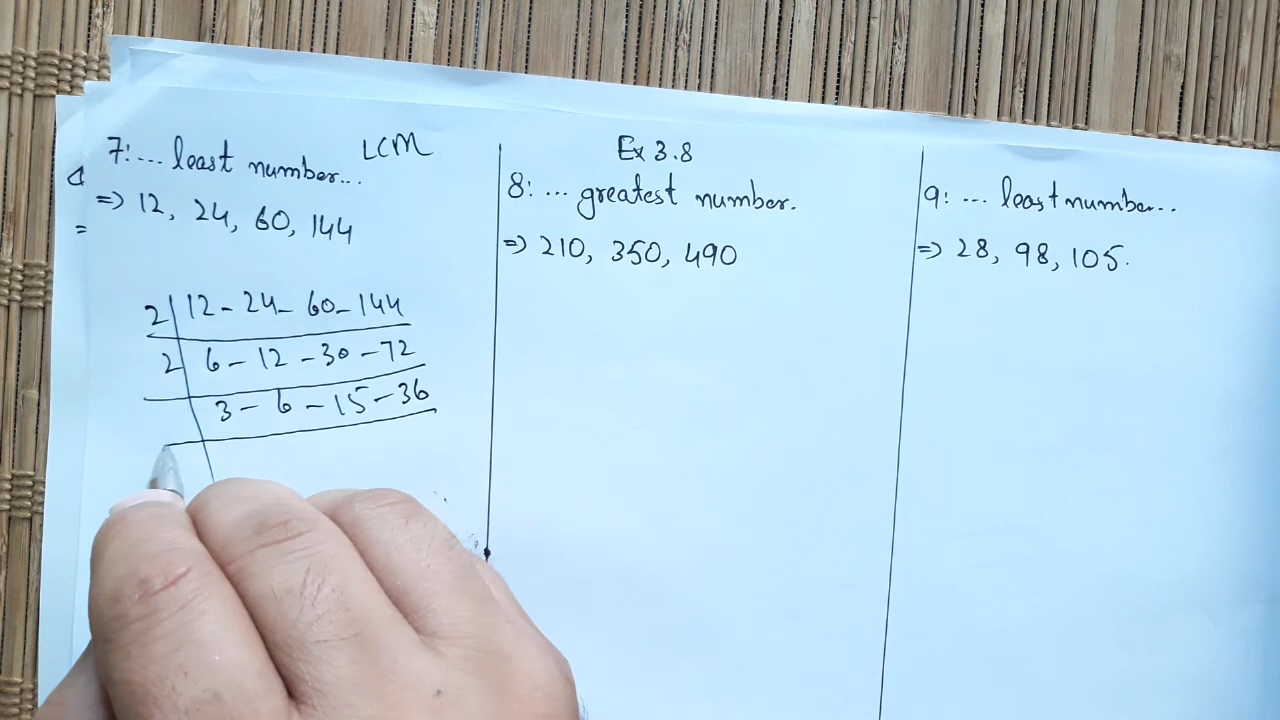 Ex 3.8
7: ... least number... LCM
⇒ 12, 24, 60, 144
2 | 12 - 24 - 60 - 144
2 | 6 - 12 - 30 - 72
3 - 6 - 15 - 36
8: ... greatest number.
⇒ 210, 350, 490
9: ... least number...
⇒ 28, 98, 105.